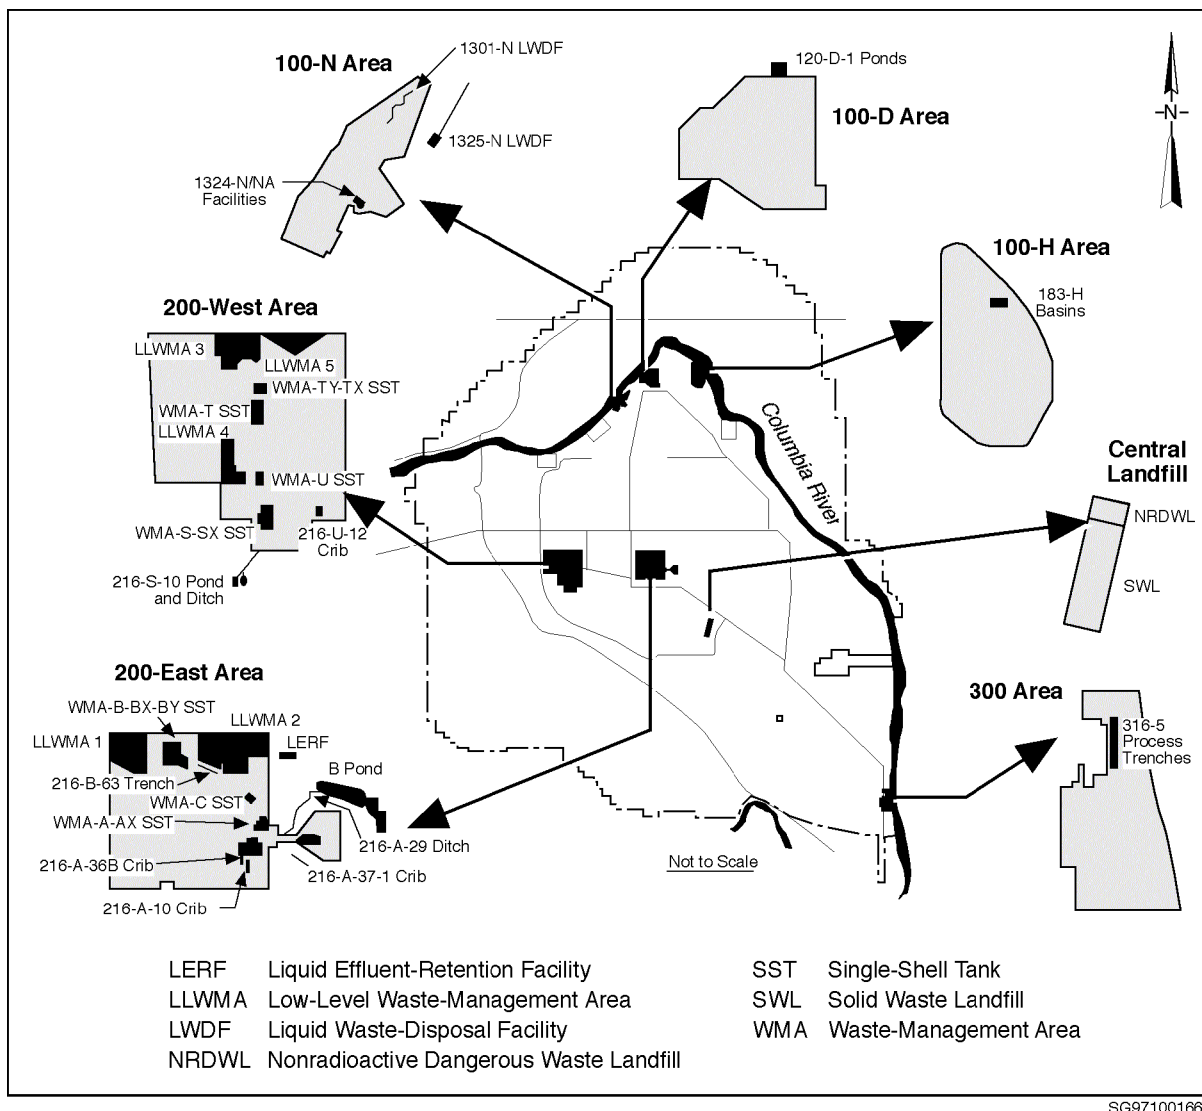 100-N Area
1301-N LWDF
1325-N LWDF
1324-N/NA
Facilities
120-D-1 Ponds
100-D Area
N
100-H Area
183-H
Basins
200-West Area
LLWMA 3
LLWMA 5
WMA-TY-TX SST
WMA-T SST
LLWMA 4
WMA-U SST
WMA-S-SX SST
216-U-12
Crib
216-S-10 Pond
and Ditch
Columbia River
Central
Landfill
NRDWL
SWL
200-East Area
WMA-B-BX-BY SST
LLWMA 2
LLWMA 1
LERF
216-B-63 Trench
B Pond
WMA-C SST
WMA-A-AX SST
216-A-29 Ditch
216-A-36B Crib
216-A-37-1 Crib
216-A-10 Crib
300 Area
316-5
Process
Trenches
Not to Scale
LERF Liquid Effluent-Retention Facility
LLWMA Low-Level Waste-Management Area
LWDF Liquid Waste-Disposal Facility
NRDWL Nonradioactive Dangerous Waste Landfill
SST Single-Shell Tank
SWL Solid Waste Landfill
WMA Waste-Management Area
SG97100166